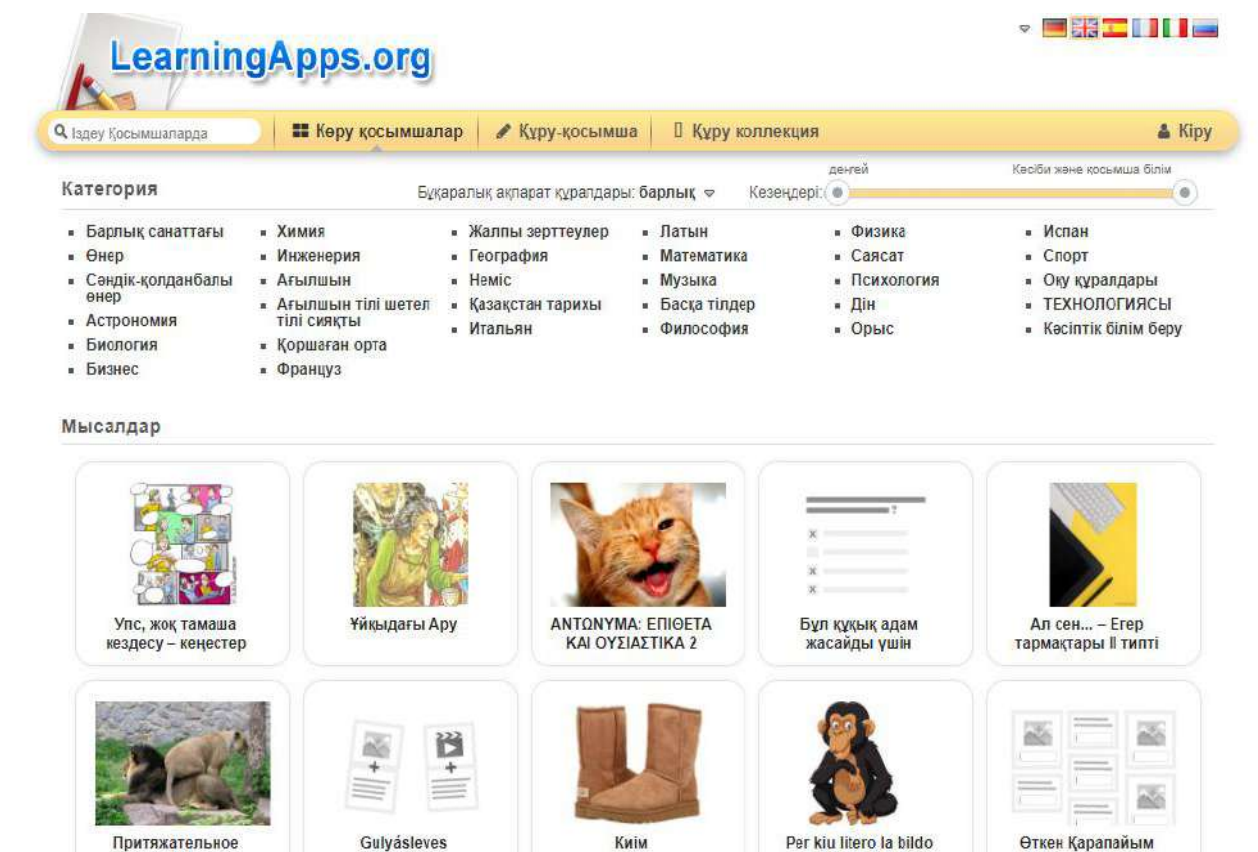 LearningApps.org
Іздеу Қосымшаларда
Көру қосымшалар
Құру-қосымша
Құру коллекция
Кіру
Категория
Бұқаралық ақпарат құралдары: барлық
Кезеңдері:
деңгей
Кәсіби және қосымша білім
Барлық санаттағы
Өнер
Сәндік-қолданбалы
өнер
Астрономия
Биология
Бизнес
Химия
Инженерия
Ағылшын
Ағылшын тілі шетел
тілі сияқты
Қоршаған орта
Француз
Жалпы зерттеулер
География
Неміс
Қазақстан тарихы
Итальян
Латын
Математика
Музыка
Басқа тілдер
Философия
Физика
Саясат
Психология
Дін
Орыс
Испан
Спорт
Оқу құралдары
ТЕХНОЛОГИЯСЫ
Кәсіптік білім беру
Мысалдар
Упс, жоқ тамаша
кездесу – кеңестер
Ұйқыдағы Ару
ΑΝΤΩΝΥΜΑ: ΕΠΙΘΕΤΑ
ΚΑΙ ΟΥΣΙΑΣΤΙΚΑ 2
Бұл құқық адам
жасайды үшін
Ал сен... – Егер
тармақтары II типті
Притяжательное
Gulyásleves
Киім
Per kiu litero la bildo
Өткен Қарапайым